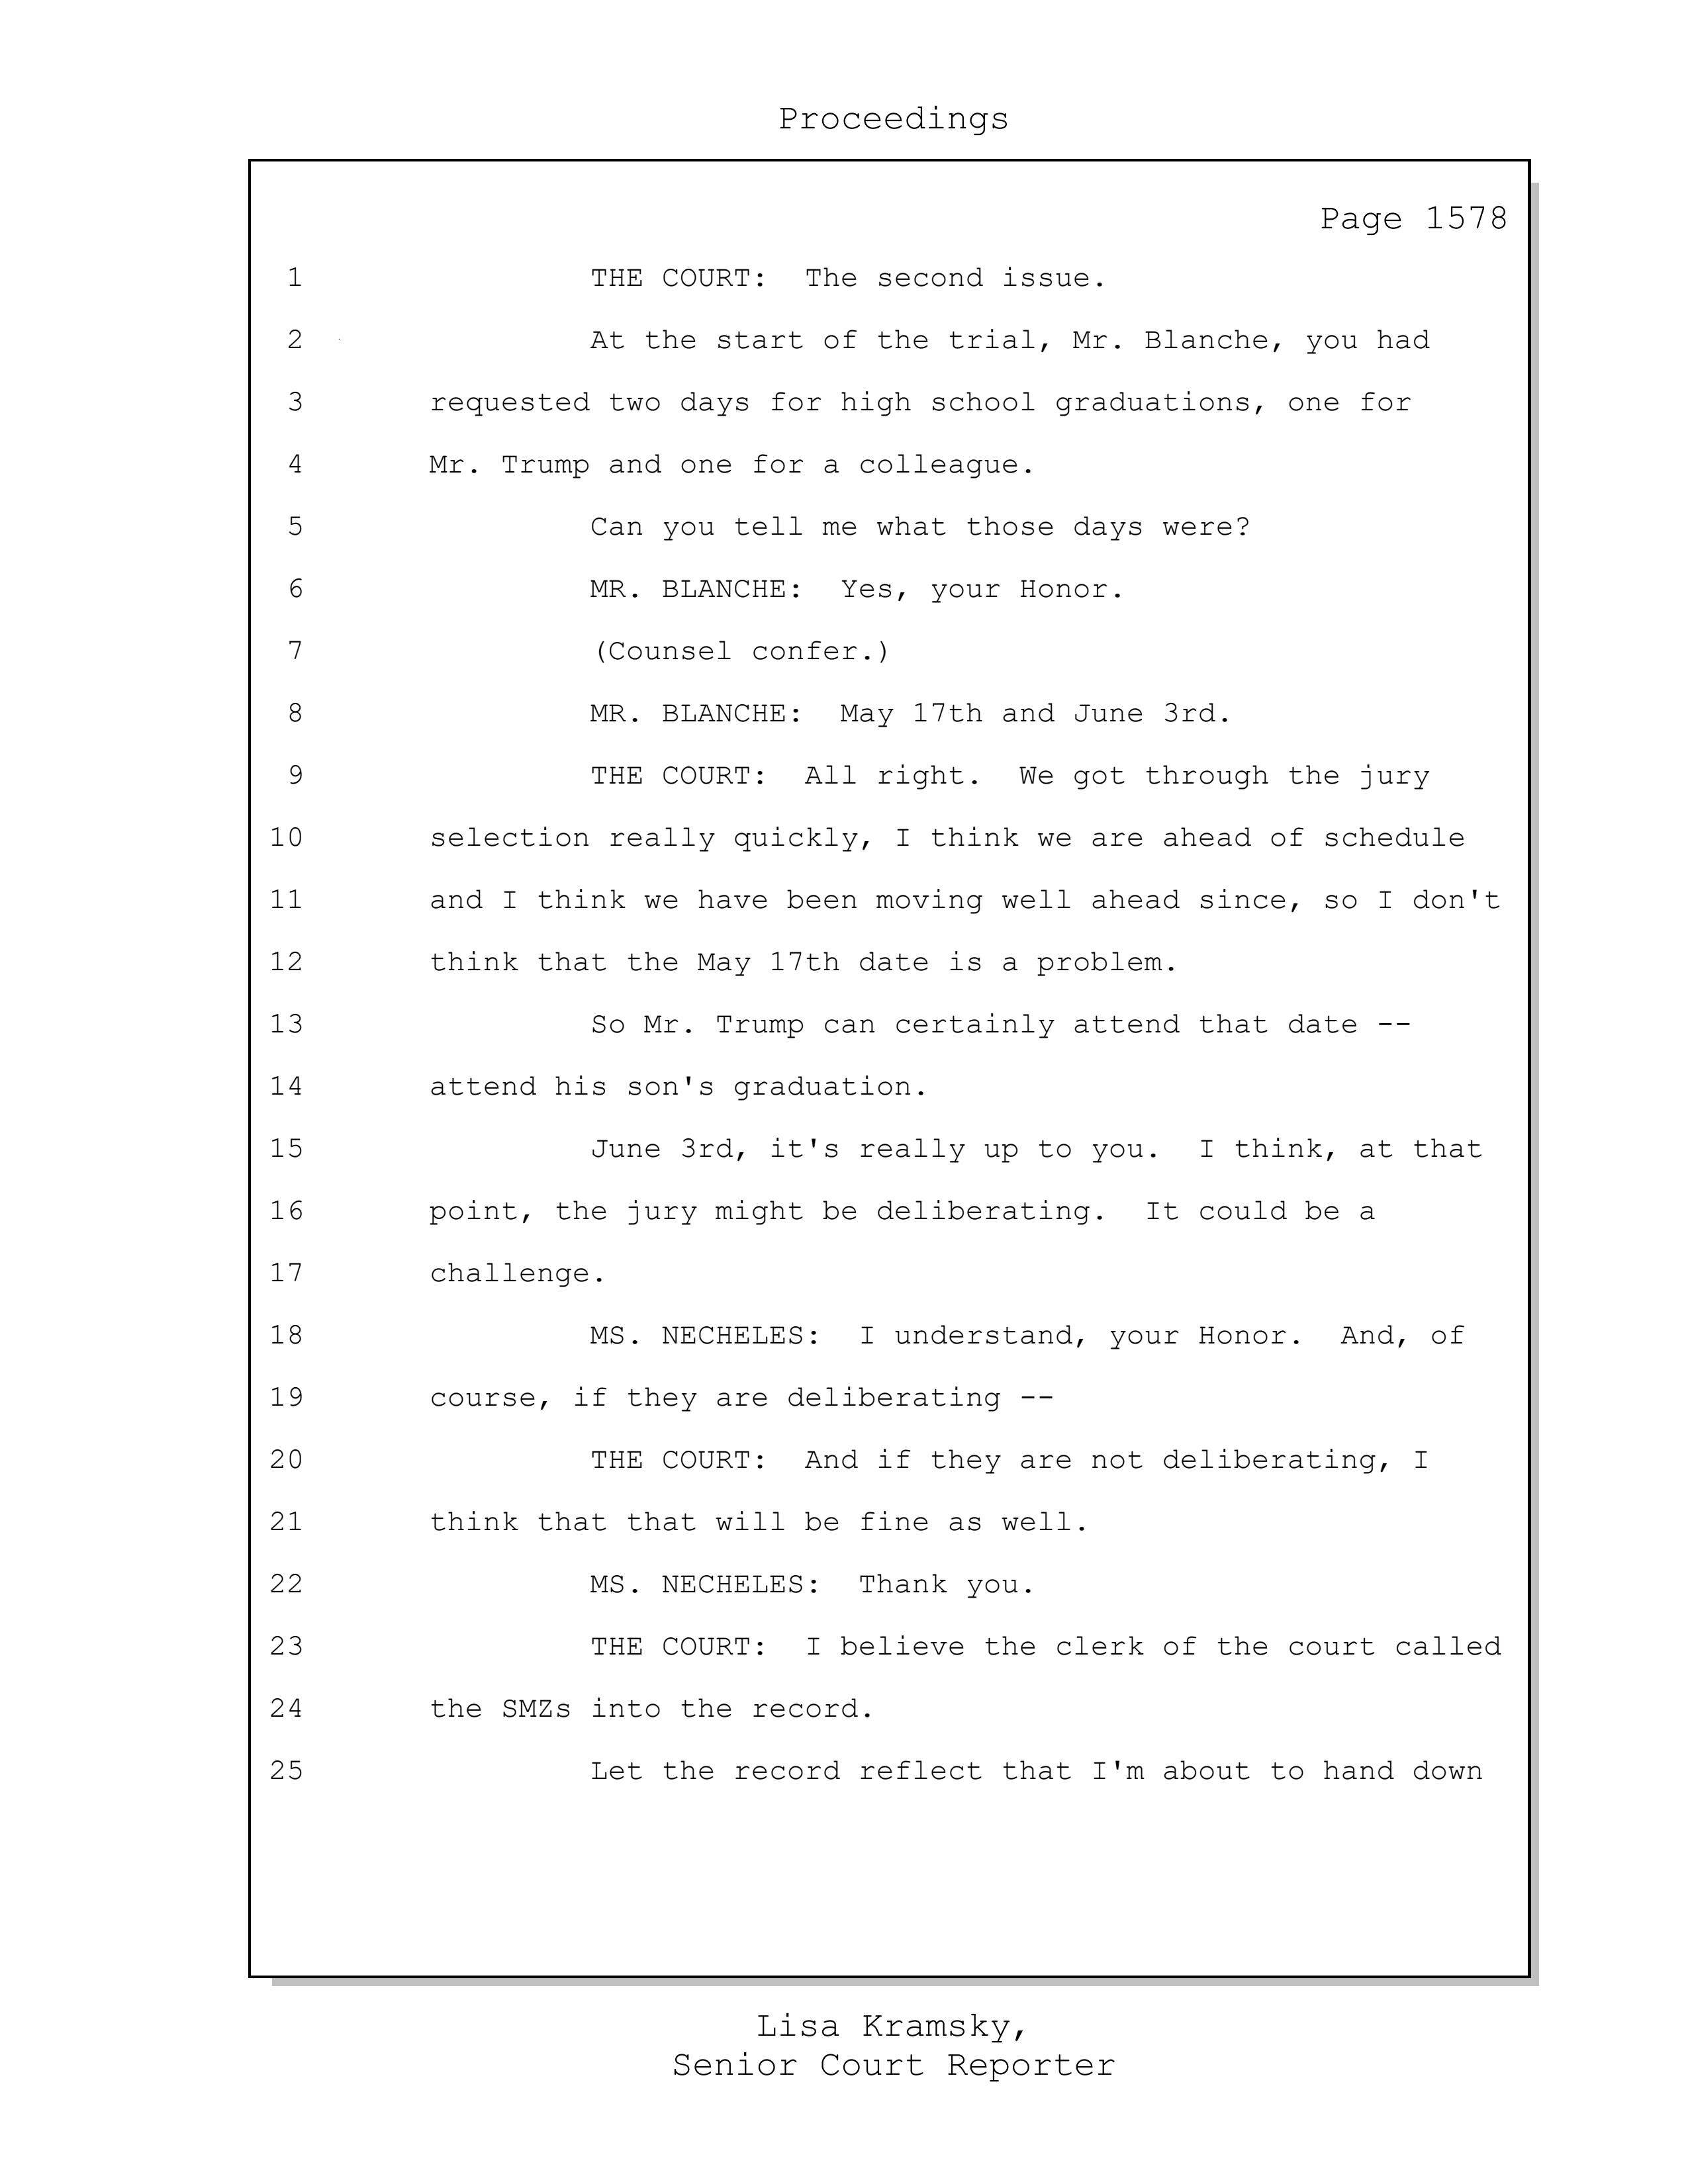 Proceedings
Page 1578
1 THE COURT: The second issue.
2 At the start of the trial, Mr. Blanche, you had
3 requested two days for high school graduations, one for
4 Mr. Trump and one for a colleague.
5 Can you tell me what those days were?
6 MR. BLANCHE: Yes, your Honor.
7 (Counsel confer.)
8 MR. BLANCHE: May 17th and June 3rd.
9 THE COURT: All right. We got through the jury
10 selection really quickly, I think we are ahead of schedule
11 and I think we have been moving well ahead since, so I don't
12 think that the May 17th date is a problem.
13 So Mr. Trump can certainly attend that date --
14 attend his son's graduation.
15 June 3rd, it's really up to you. I think, at that
16 point, the jury might be deliberating. It could be a
17 challenge.
18 MS. NECHELES: I understand, your Honor. And, of
19 course, if they are deliberating --
20 THE COURT: And if they are not deliberating, I
21 think that that will be fine as well.
22 MS. NECHELES: Thank you.
23 THE COURT: I believe the clerk of the court called
24 the SMZs into the record.
25 Let the record reflect that I'm about to hand down
Lisa Kramsky,
Senior Court Reporter